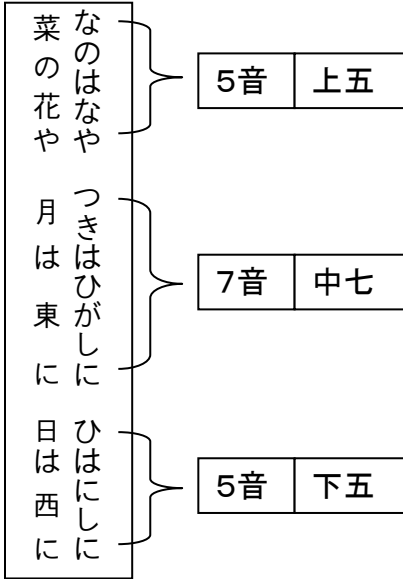 なのはなや
菜の花や
5音 上五
つきはひがしに
月は東に
7音 中七
ひはにしに
日は西に
5音 下五